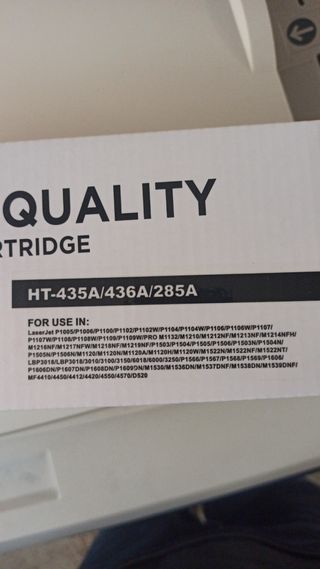 QUALITY
RTRIDGE
HT-435A/436A/285A
FOR USE IN:
LaserJet P1005/P1006/P1100/P1102/P1102W/P1104/P1104W/P1106/P1106W/P1107/
P1107W/P1108/P1108W/P1109/P1109W/PRO M1132/M1210/M1212NF/M1213NF/M1214NFH/
M1216NF/M1217NFW/M1218NF/M1219NF/P1503/P1504/P1505/P1506/P1503N/P1504N/
P1505N/P1506N/M1120/M1120N/M1120A/M1120H/M1120W/M1522N/M1522NF/M1522NT/
LBP3018/LBP3018/3010/3100/3150/6018/6000/3250/P1566/P1567/P1568/P1569/P1606/
P1606DN/P1607DN/P1608DN/P1609DN/M1530/M1536DN/M1537DNF/M1538DN/M1539DNF/
MF4410/4450/4412/4420/4550/4570/D520